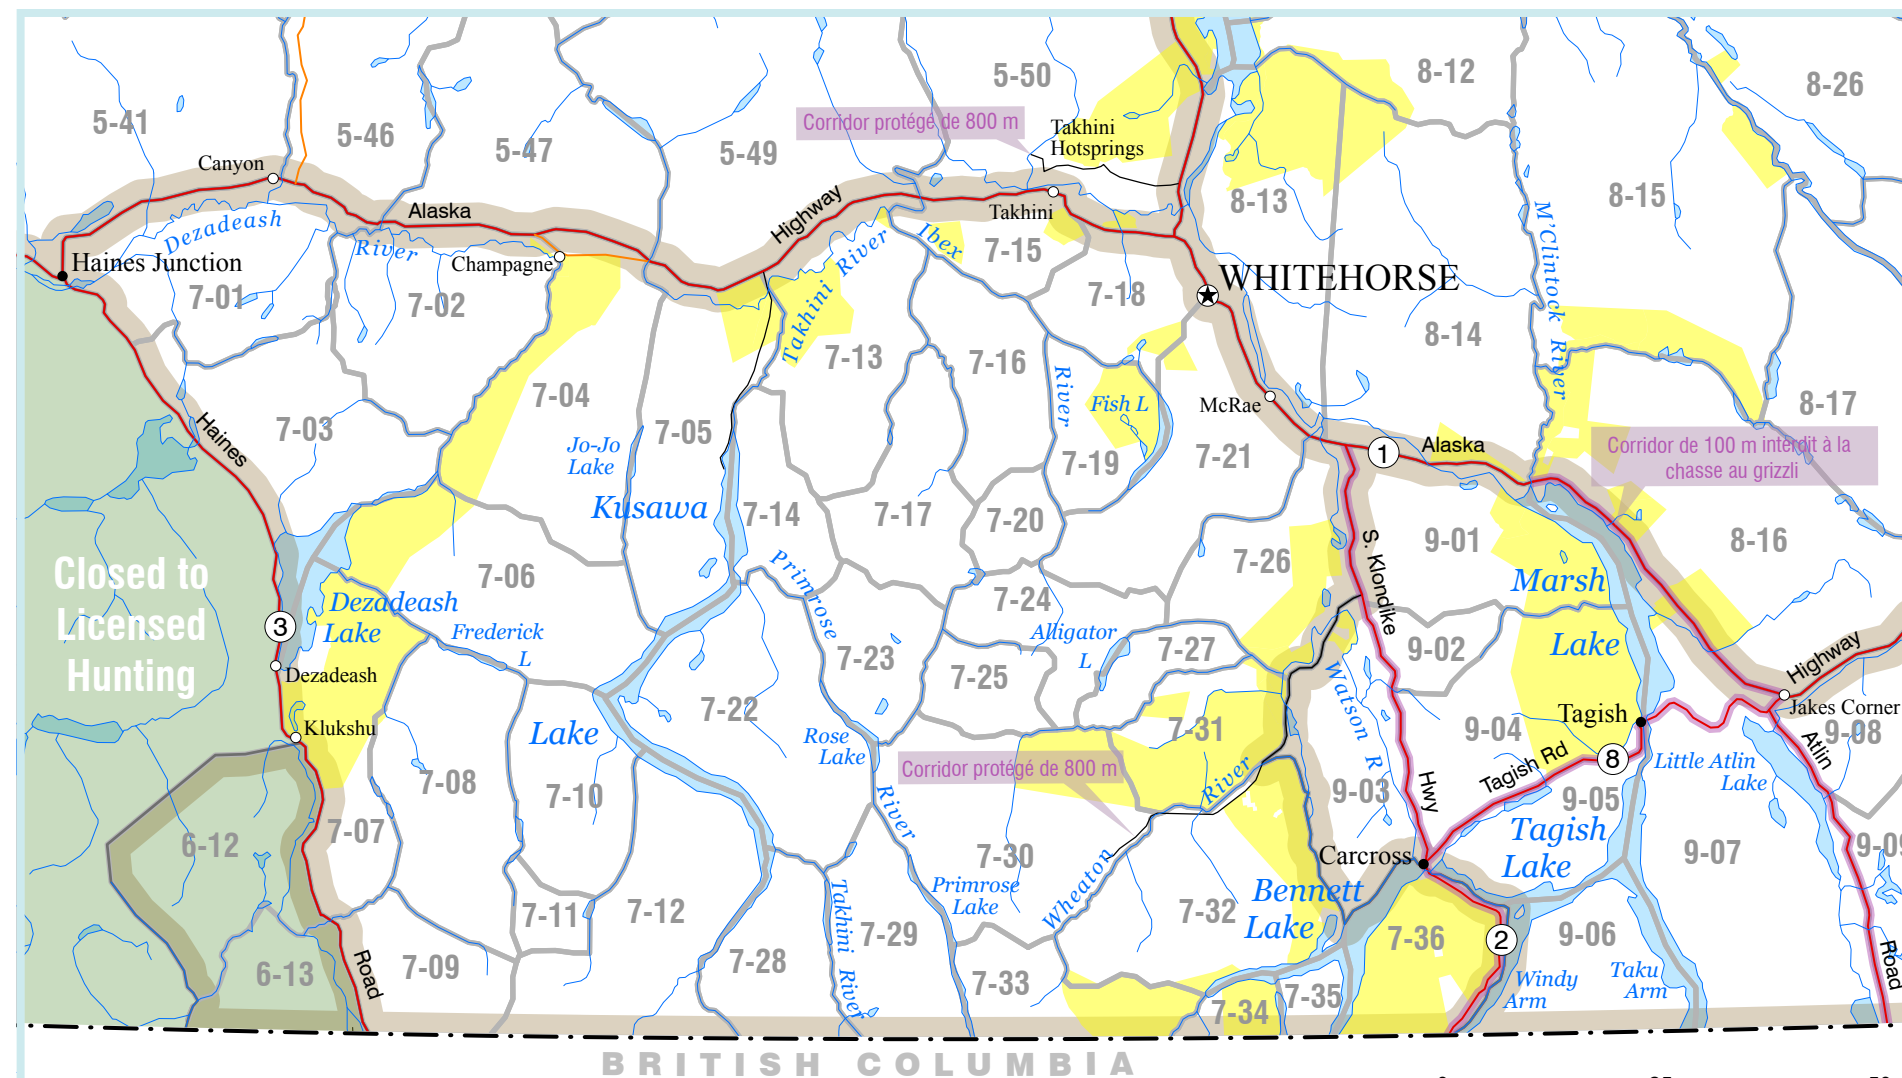 5-41
5-46
5-47
5-49
5-50
8-12
8-26
Corridor protégé de 800 m
Takhini
Hotsprings
Canyon
Alaska
Highway
Takhini
8-13
8-15
Dezadeash
River
Haines Junction
Champagne
7-01
7-02
Takhini River
Ibex
7-15
7-18
WHITEHORSE
M'Clintock River
8-14
7-13
7-16
River
Fish L
McRae
8-17
Haines
7-03
7-04
7-05
Jo-Jo
Lake
Kusawa
7-14
7-17
7-19
7-20
7-21
1
Alaska
Corridor de 100 m interdit à la
chasse au grizzli
Closed to
Licensed
Hunting
7-06
Primrose
7-26
S. Klondike
9-01
8-16
Marsh
Lake
3
Dezadeash
Lake
Frederick
L
7-24
Alligator
L
7-23
7-25
7-27
9-02
Watson R
Highway
Dezadeash
Klukshu
Lake
7-22
Rose
Lake
7-31
9-04
Tagish
Jakes Corner
9-08
Atlin
Corridor protégé de 800 m
Tagish Rd
8
Little Atlin
Lake
7-08
7-10
River
River
9-03
Hwy
9-05
Tagish
Lake
6-12
7-07
7-30
Wheaton
Carcross
9-07
9-09
7-11
7-12
Takhini River
Primrose
Lake
7-32
Bennett
Lake
7-29
7-36
2
9-06
6-13
Road
7-09
7-28
7-33
7-34
7-35
Windy
Arm
Taku
Arm
Road
BRITISH COLUMBIA